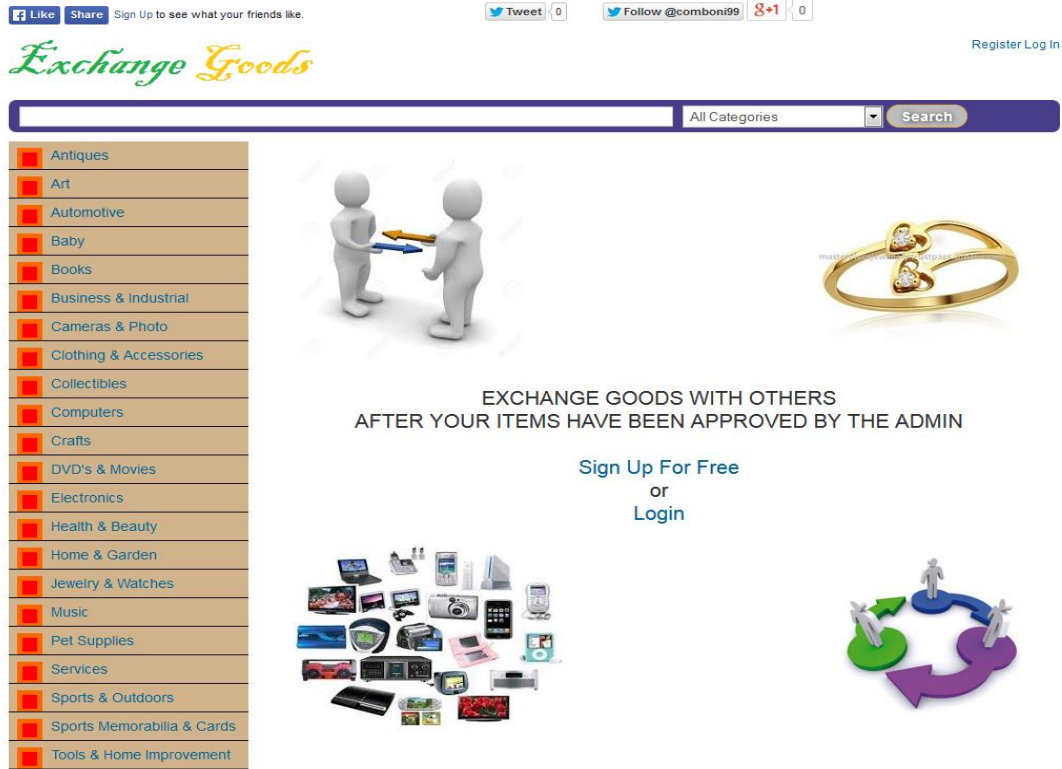 Like Share Sign Up to see what your friends like.
Tweet 0
Follow @comboni99
g+1 0
Exchange Goods
Register Log In
All Categories
Search
Antiques
Art
Automotive
Baby
Books
Business & Industrial
Cameras & Photo
Clothing & Accessories
Collectibles
Computers
Crafts
DVD's & Movies
Electronics
Health & Beauty
Home & Garden
Jewelry & Watches
Music
Pet Supplies
Services
Sports & Outdoors
Sports Memorabilia & Cards
Tools & Home Improvement
EXCHANGE GOODS WITH OTHERS
AFTER YOUR ITEMS HAVE BEEN APPROVED BY THE ADMIN
Sign Up For Free
or
Login